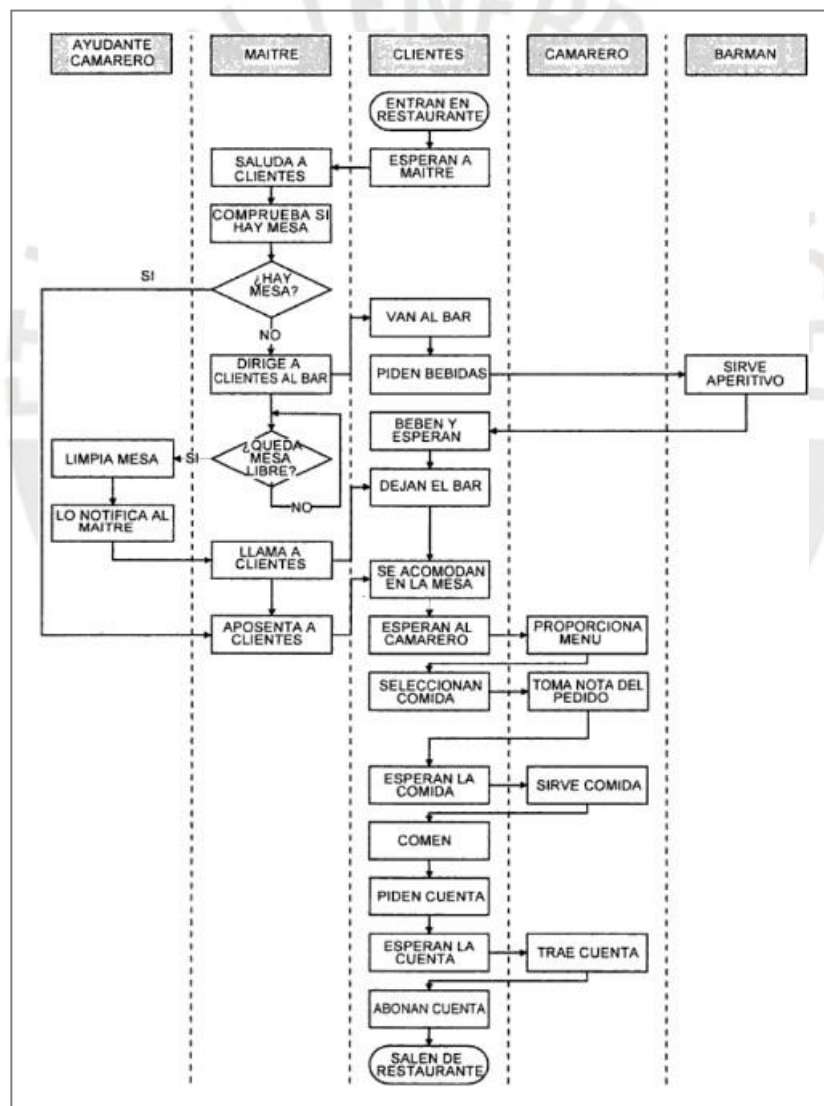 AYUDANTE
CAMARERO
MAITRE
CLIENTES
CAMARERO
BARMAN
ENTRAN EN
RESTAURANTE
SALUDA A
CLIENTES
ESPERAN A
MAITRE
COMPRUEBA SI
HAY MESA
SI
¿HAY
MESA?
NO
VAN AL BAR
DIRIGE A
CLIENTES AL BAR
PIDEN BEBIDAS
SIRVE
APERITIVO
BEBEN Y
ESPERAN
LIMPIA MESA
SI
¿QUEDA
MESA
LIBRE?
NO
DEJAN EL BAR
LO NOTIFICA AL
MAITRE
LLAMA A
CLIENTES
SE ACOMODAN
EN LA MESA
APOSENTA A
CLIENTES
ESPERAN AL
CAMARERO
PROPORCIONA
MENU
SELECCIONAN
COMIDA
TOMA NOTA DEL
PEDIDO
ESPERAN LA
COMIDA
SIRVE COMIDA
COMEN
PIDEN CUENTA
ESPERAN LA
CUENTA
TRAE CUENTA
ABONAN CUENTA
SALEN DE
RESTAURANTE